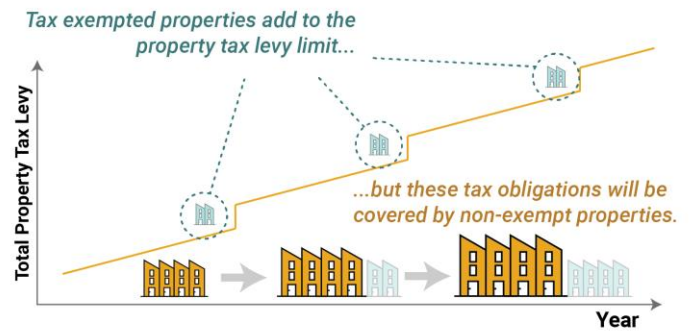 Tax exempted properties add to the
property tax levy limit...
Total Property Tax Levy
...but these tax obligations will be
covered by non-exempt properties.
Year